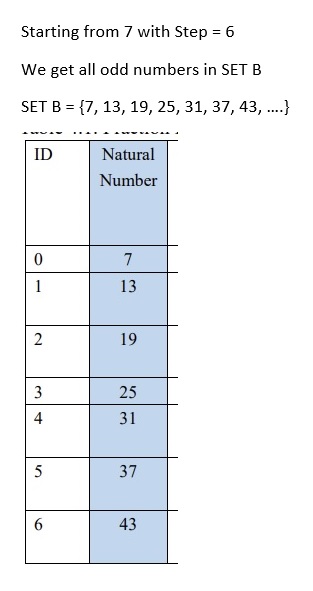 Starting from 7 with Step = 6
We get all odd numbers in SET B
SET B = {7, 13, 19, 25, 31, 37, 43, ....}
ID Natural
Number
0 7
1 13
2 19
3 25
4 31
5 37
6 43